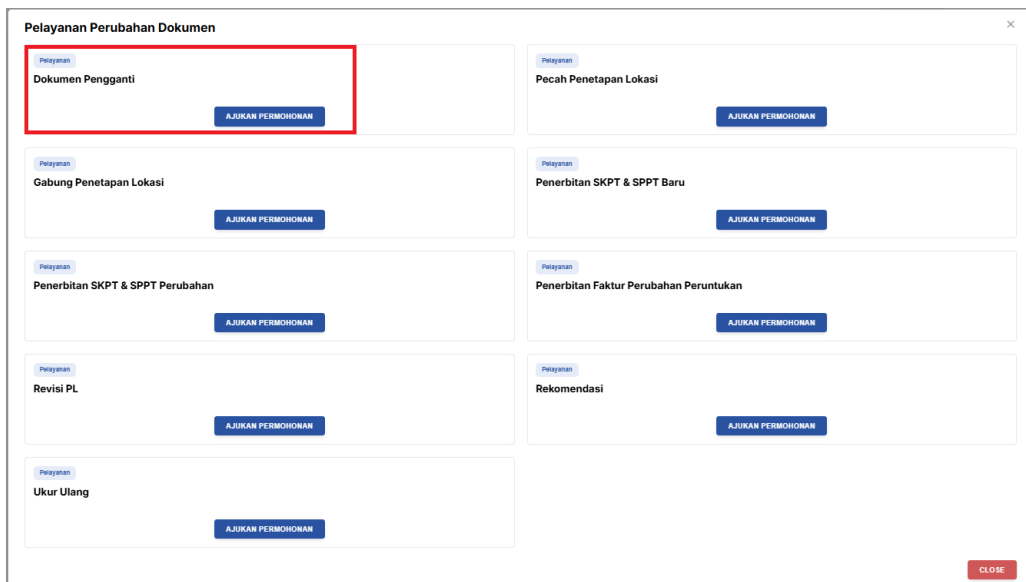 Pelayanan Perubahan Dokumen
×
Pelayanan
Dokumen Pengganti
AJUKAN PERMOHONAN
Pelayanan
Pecah Penetapan Lokasi
AJUKAN PERMOHONAN
Pelayanan
Gabung Penetapan Lokasi
AJUKAN PERMOHONAN
Pelayanan
Penerbitan SKPT & SPPT Baru
AJUKAN PERMOHONAN
Pelayanan
Penerbitan SKPT & SPPT Perubahan
AJUKAN PERMOHONAN
Pelayanan
Penerbitan Faktur Perubahan Peruntukan
AJUKAN PERMOHONAN
Pelayanan
Revisi PL
AJUKAN PERMOHONAN
Pelayanan
Rekomendasi
AJUKAN PERMOHONAN
Pelayanan
Ukur Ulang
AJUKAN PERMOHONAN
CLOSE